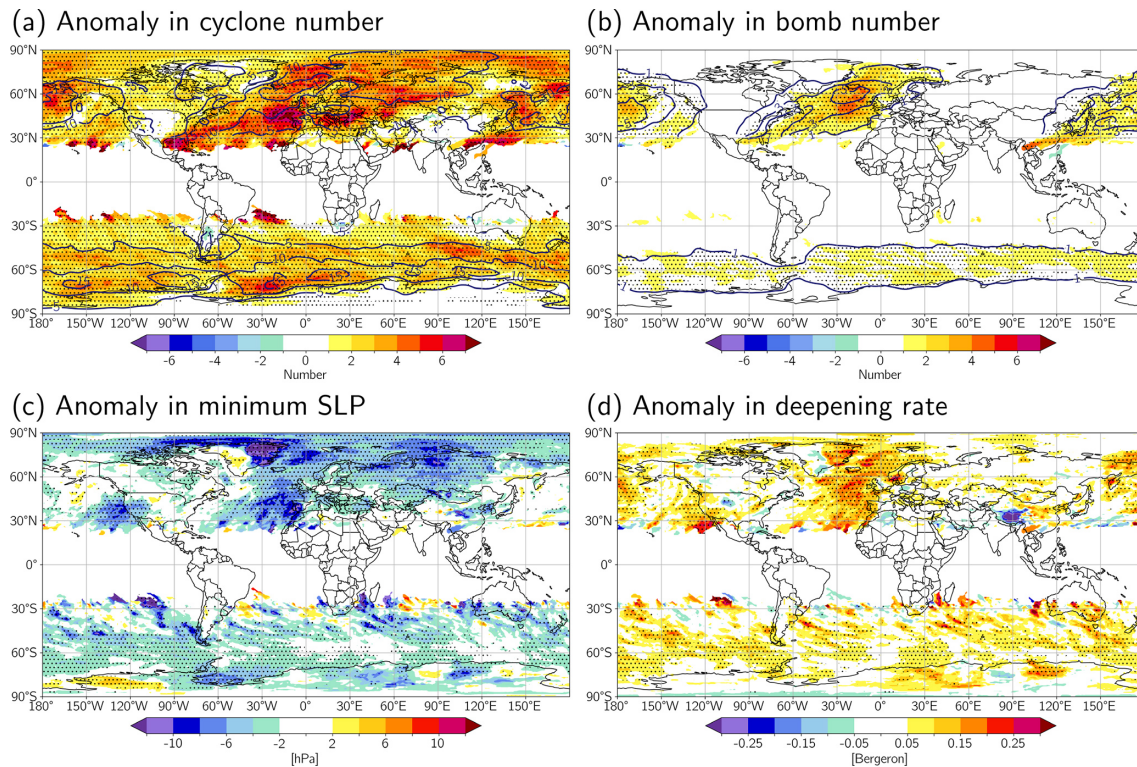 (a) Anomaly in cyclone number
90°N
60°N
30°N
0°
30°S
60°S
90°S
180° 150°W 120°W 90°W 60°W 30°W 0° 30°E 60°E 90°E 120°E 150°E
-6 -4 -2 0 2 4 6
Number
(b) Anomaly in bomb number
90°N
60°N
30°N
0°
30°S
60°S
90°S
180° 150°W 120°W 90°W 60°W 30°W 0° 30°E 60°E 90°E 120°E 150°E
-6 -4 -2 0 2 4 6
Number
(c) Anomaly in minimum SLP
90°N
60°N
30°N
0°
30°S
60°S
90°S
180° 150°W 120°W 90°W 60°W 30°W 0° 30°E 60°E 90°E 120°E 150°E
-10 -6 -2 2 6 10
[hPa]
(d) Anomaly in deepening rate
90°N
60°N
30°N
0°
30°S
60°S
90°S
180° 150°W 120°W 90°W 60°W 30°W 0° 30°E 60°E 90°E 120°E 150°E
-0.25 -0.15 -0.05 0.05 0.15 0.25
[Bergeron]